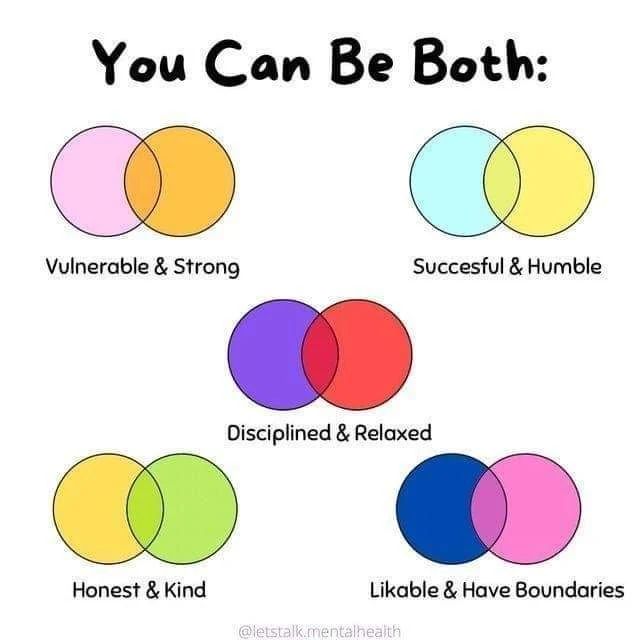 You Can Be Both:
Vulnerable & Strong
Succesful & Humble
Disciplined & Relaxed
Honest & Kind
Likable & Have Boundaries
@letstalk.mentalhealth